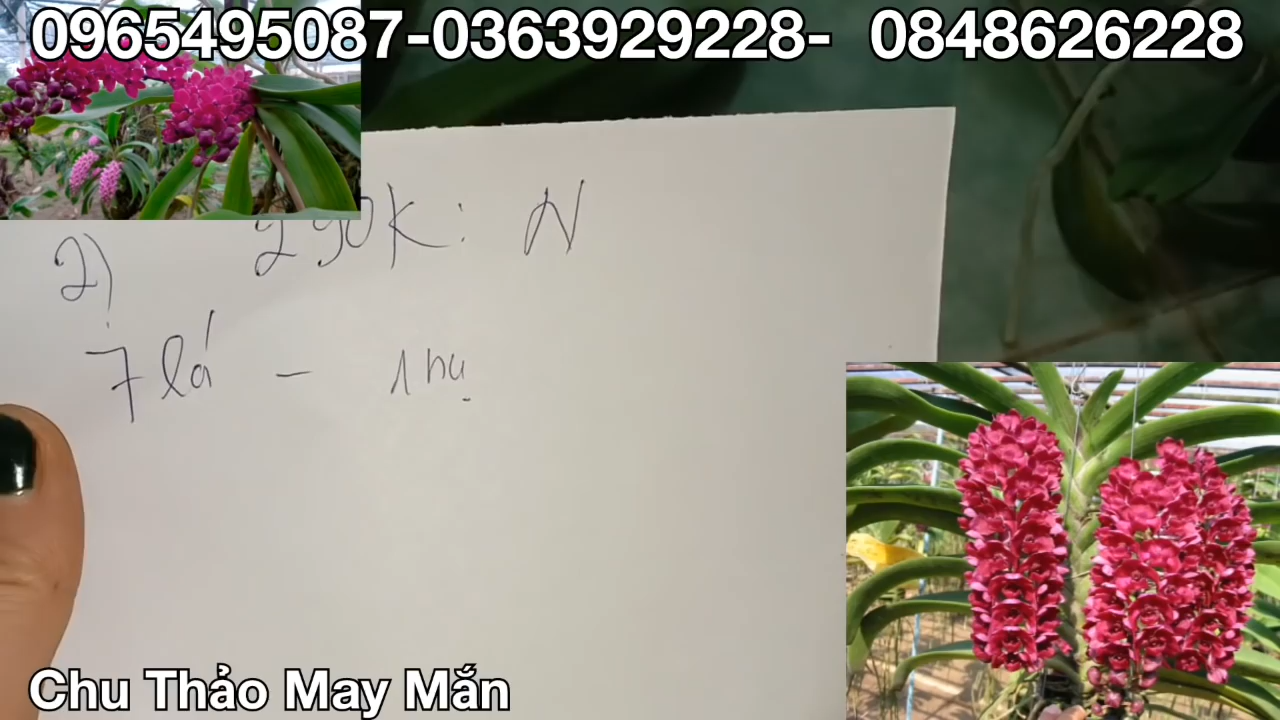 0965495087-0363929228- 0848626228
290K: N
2)
7 lá - 1 nụ
Chu Thảo May Mắn